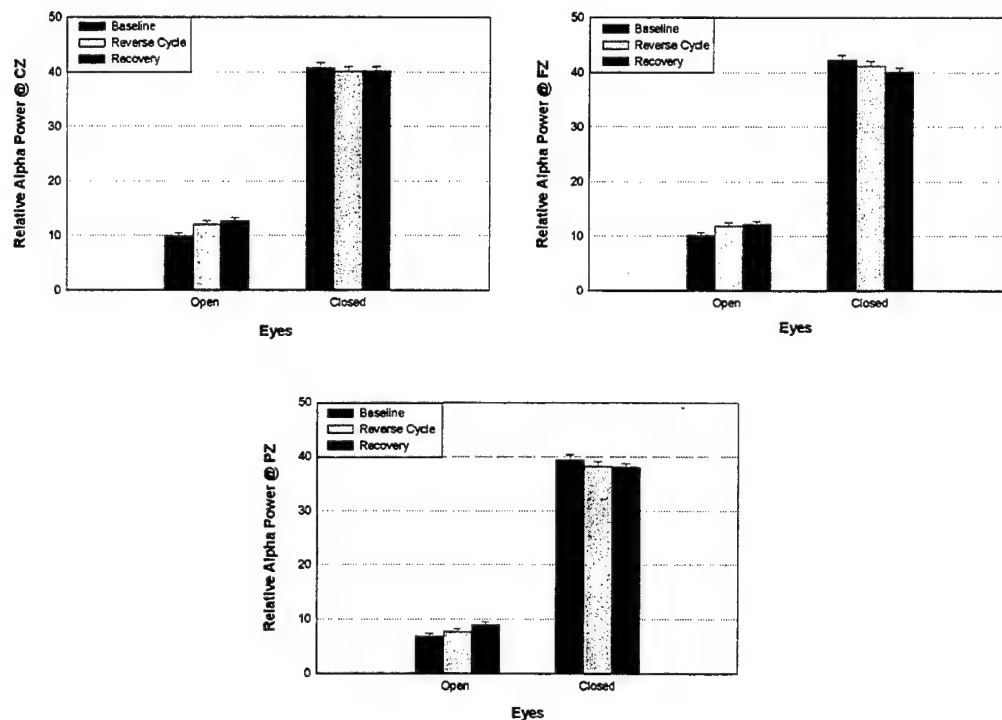 Relative Alpha Power @ CZ
50
40
30
20
10
0
Baseline
Reverse Cycle
Recovery
Open
Closed
Eyes
Relative Alpha Power @ FZ
50
40
30
20
10
0
Baseline
Reverse Cycle
Recovery
Open
Closed
Eyes
Relative Alpha Power @ PZ
50
40
30
20
10
0
Baseline
Reverse Cycle
Recovery
Open
Closed
Eyes